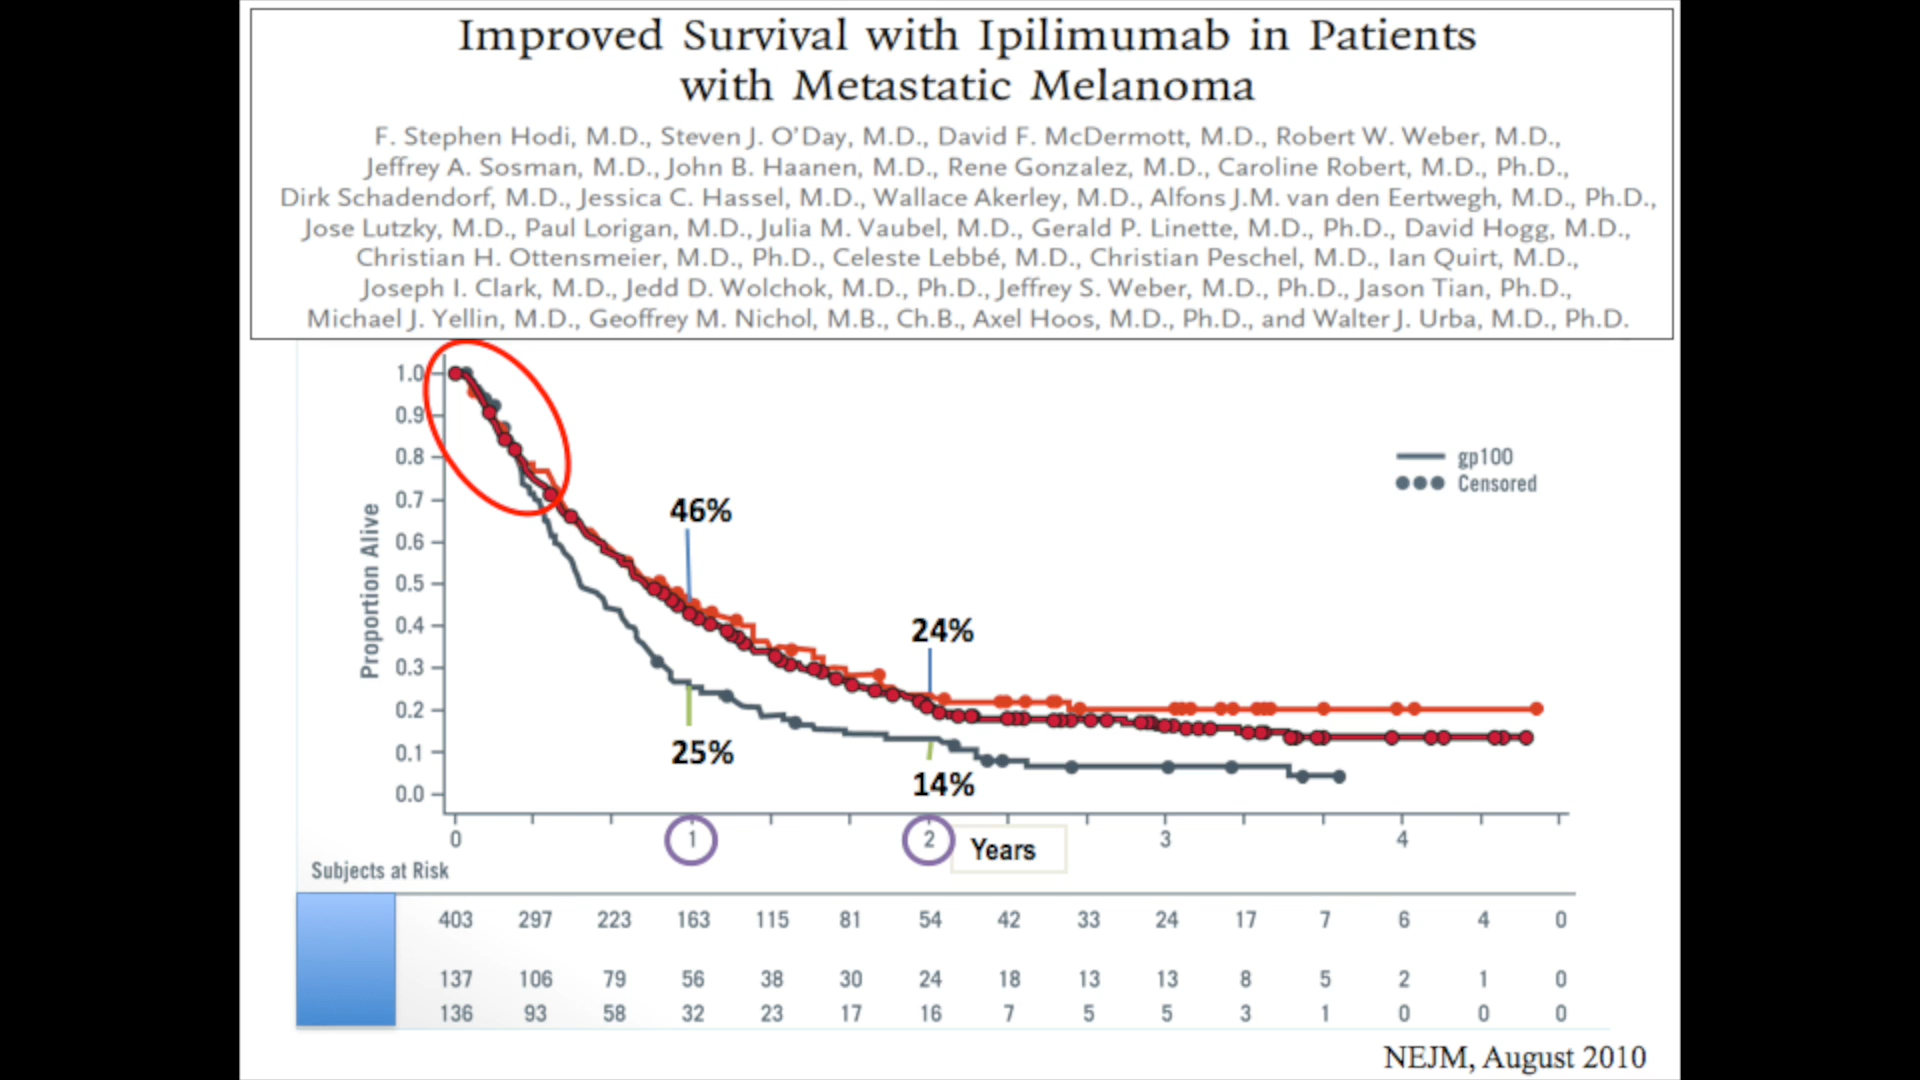 Improved Survival with Ipilimumab in Patients
with Metastatic Melanoma
F. Stephen Hodi, M.D., Steven J. O'Day, M.D., David F. McDermott, M.D., Robert W. Weber, M.D.,
Jeffrey A. Sosman, M.D., John B. Haanen, M.D., Rene Gonzalez, M.D., Caroline Robert, M.D., Ph.D.,
Dirk Schadendorf, M.D., Jessica C. Hassel, M.D., Wallace Akerley, M.D., Alfons J.M. van den Eertwegh, M.D., Ph.D.,
Jose Lutzky, M.D., Paul Lorigan, M.D., Julia M. Vaubel, M.D., Gerald P. Linette, M.D., Ph.D., David Hogg, M.D.,
Christian H. Ottensmeier, M.D., Ph.D., Celeste Lebbé, M.D., Christian Peschel, M.D., Ian Quirt, M.D.,
Joseph I. Clark, M.D., Jedd D. Wolchok, M.D., Ph.D., Jeffrey S. Weber, M.D., Ph.D., Jason Tian, Ph.D.,
Michael J. Yellin, M.D., Geoffrey M. Nichol, M.B., Ch.B., Axel Hoos, M.D., Ph.D., and Walter J. Urba, M.D., Ph.D.
Proportion Alive
1.0
0.9
0.8
0.7
0.6
0.5
0.4
0.3
0.2
0.1
0.0
gp100
Censored
46%
24%
25%
14%
0 1 2 3 4
Years
Subjects at Risk
403 297 223 163 115 81 54 42 33 24 17 7 6 4 0
137 106 79 56 38 30 24 18 13 13 8 5 2 1 0
136 93 58 32 23 17 16 7 5 5 3 1 0 0 0
NEJM, August 2010